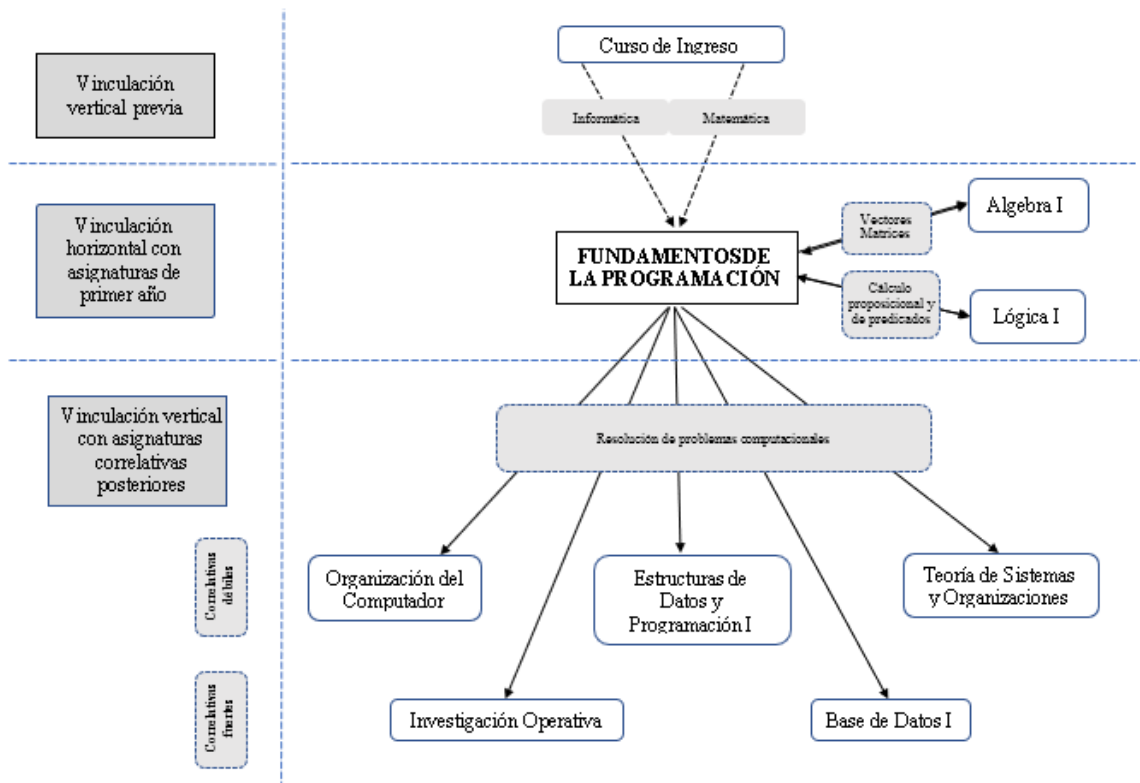 Curso de Ingreso
Vinculación
vertical previa
Informática
Matemática
Vinculación
horizontal con
asignaturas de
primer año
Algebra I
Vectores
Matrices
FUNDAMENTOS DE
LA PROGRAMACIÓN
Cálculo
proposicional y
de predicados
Lógica I
Vinculación vertical
con asignaturas
correlativas
posteriores
Resolución de problemas computacionales
Correlativas
débiles
Organización del
Computador
Estructuras de
Datos y
Programación I
Teoría de Sistemas
y Organizaciones
Correlativas
fuertes
Investigación Operativa
Base de Datos I